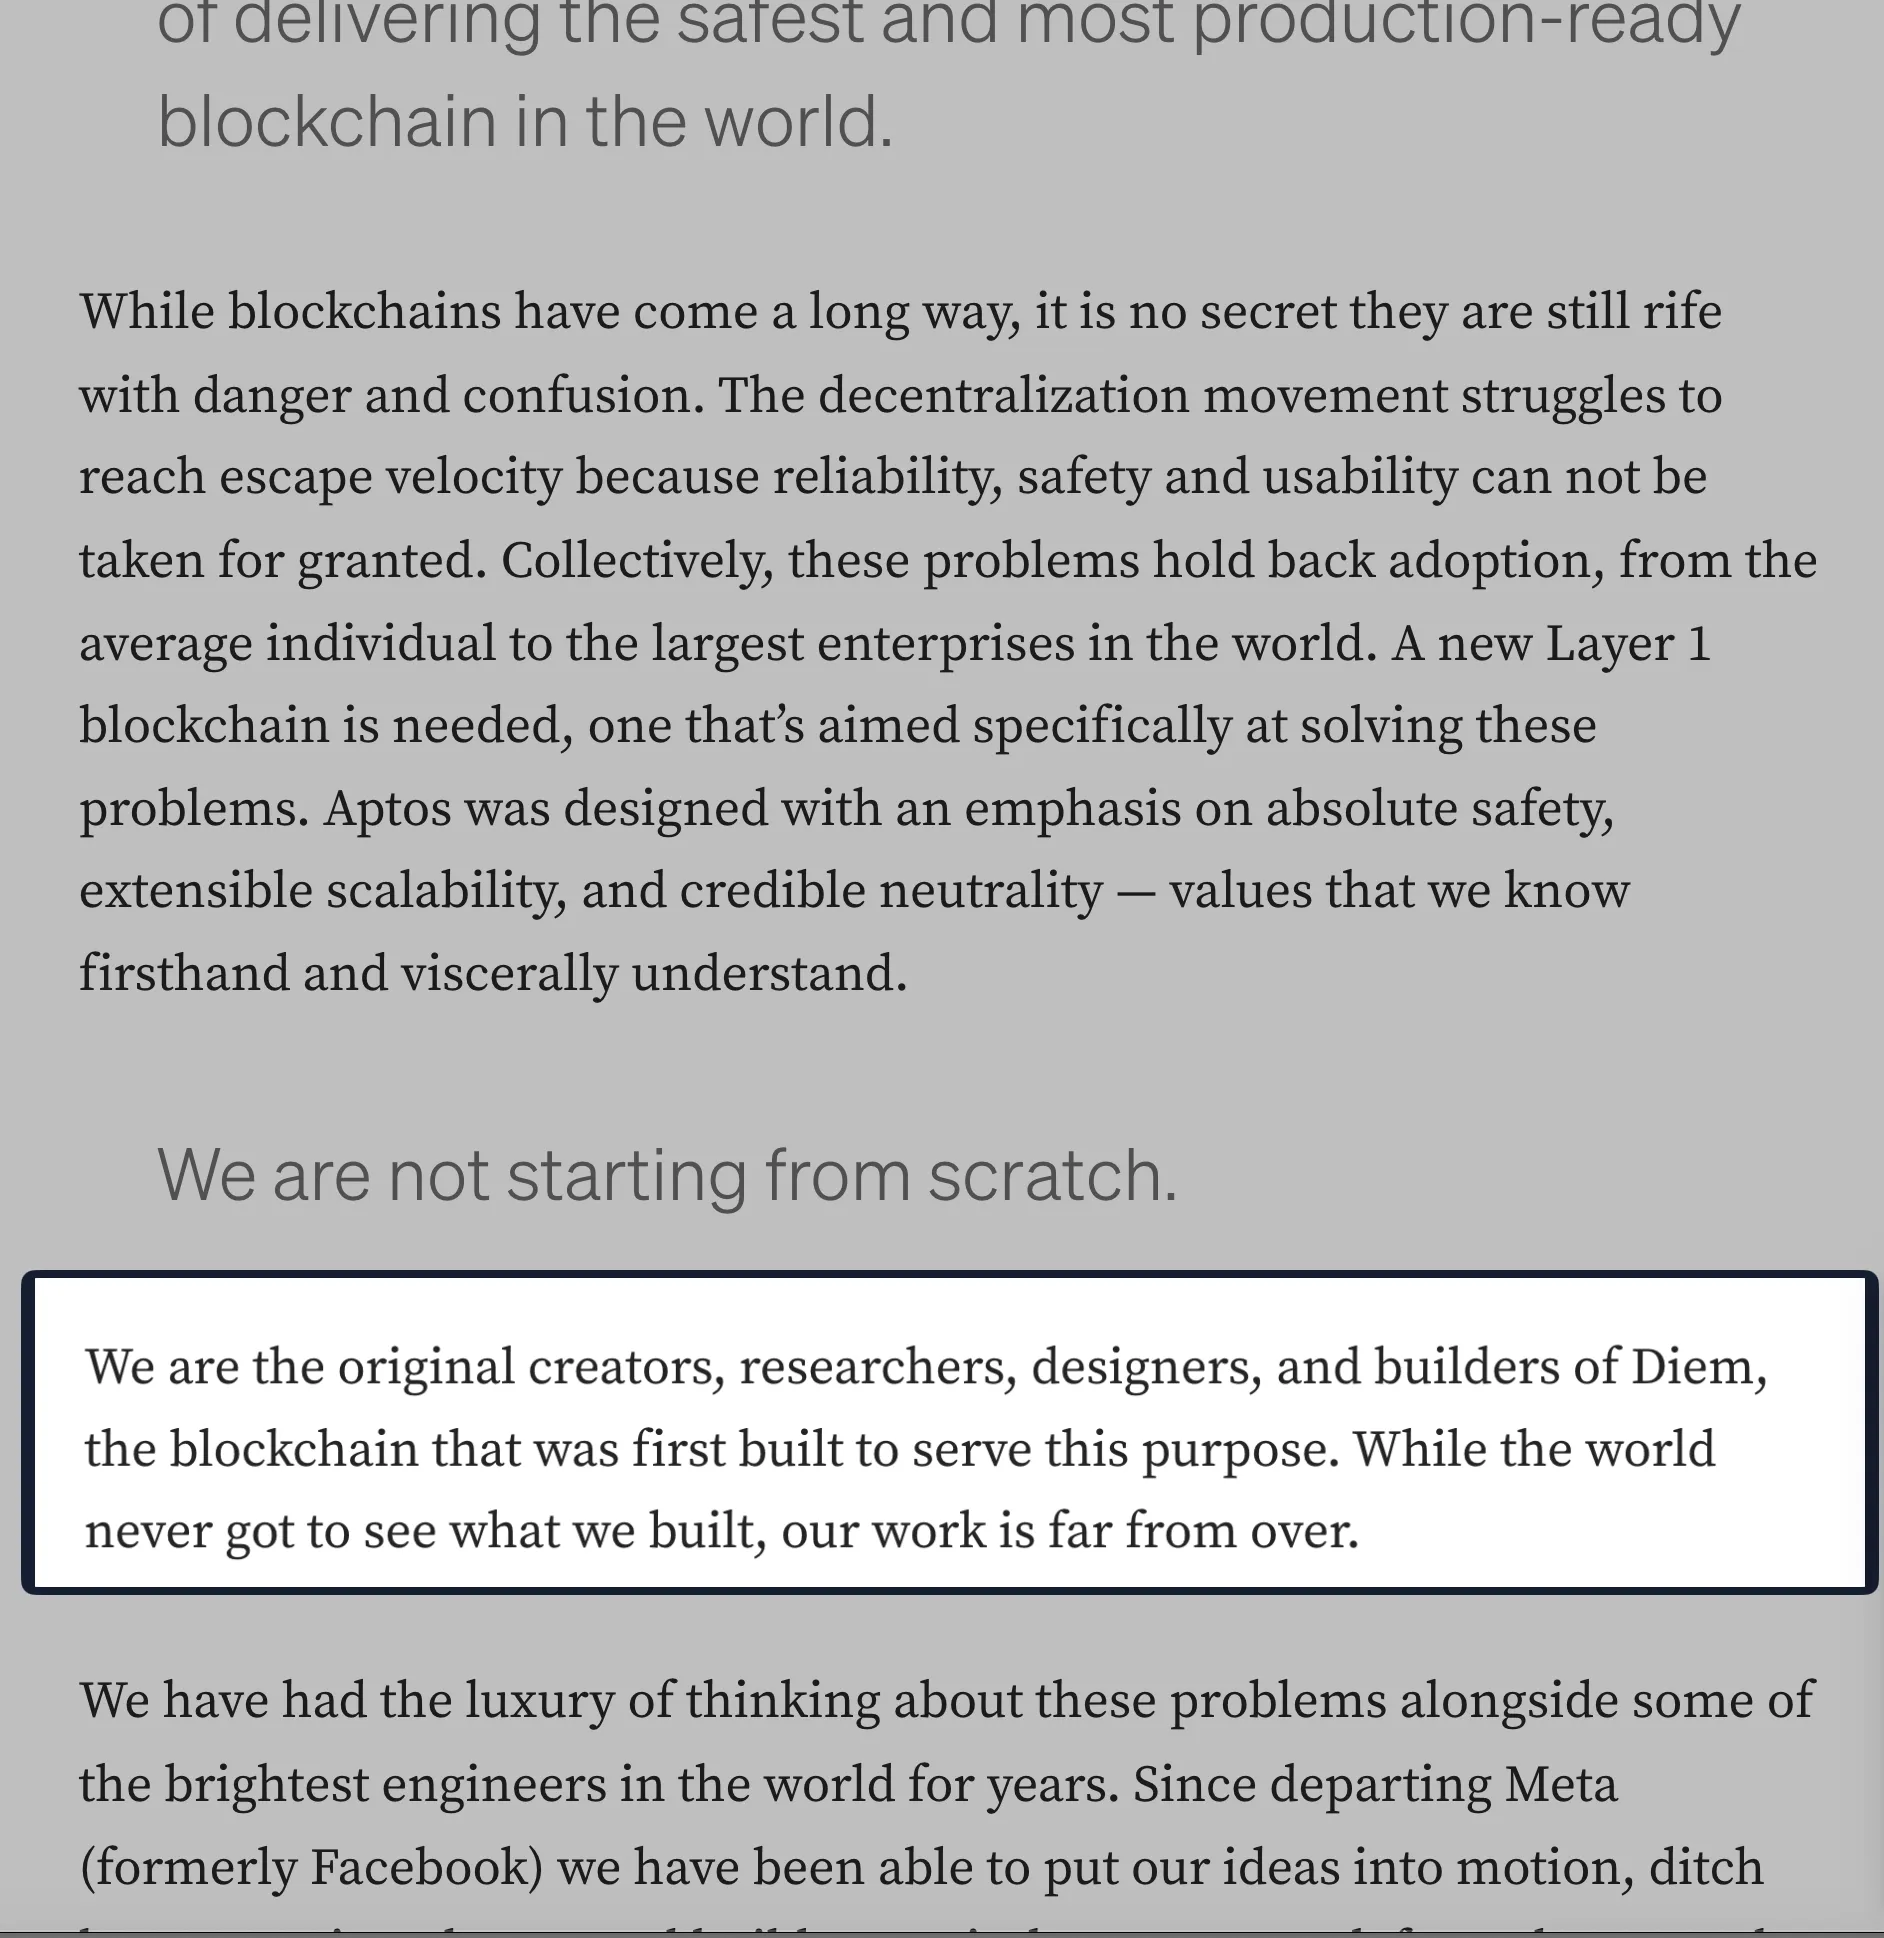 of delivering the safest and most production-ready
blockchain in the world.
While blockchains have come a long way, it is no secret they are still rife
with danger and confusion. The decentralization movement struggles to
reach escape velocity because reliability, safety and usability can not be
taken for granted. Collectively, these problems hold back adoption, from the
average individual to the largest enterprises in the world. A new Layer 1
blockchain is needed, one that’s aimed specifically at solving these
problems. Aptos was designed with an emphasis on absolute safety,
extensible scalability, and credible neutrality — values that we know
firsthand and viscerally understand.
We are not starting from scratch.
We are the original creators, researchers, designers, and builders of Diem,
the blockchain that was first built to serve this purpose. While the world
never got to see what we built, our work is far from over.
We have had the luxury of thinking about these problems alongside some of
the brightest engineers in the world for years. Since departing Meta
(formerly Facebook) we have been able to put our ideas into motion, ditch